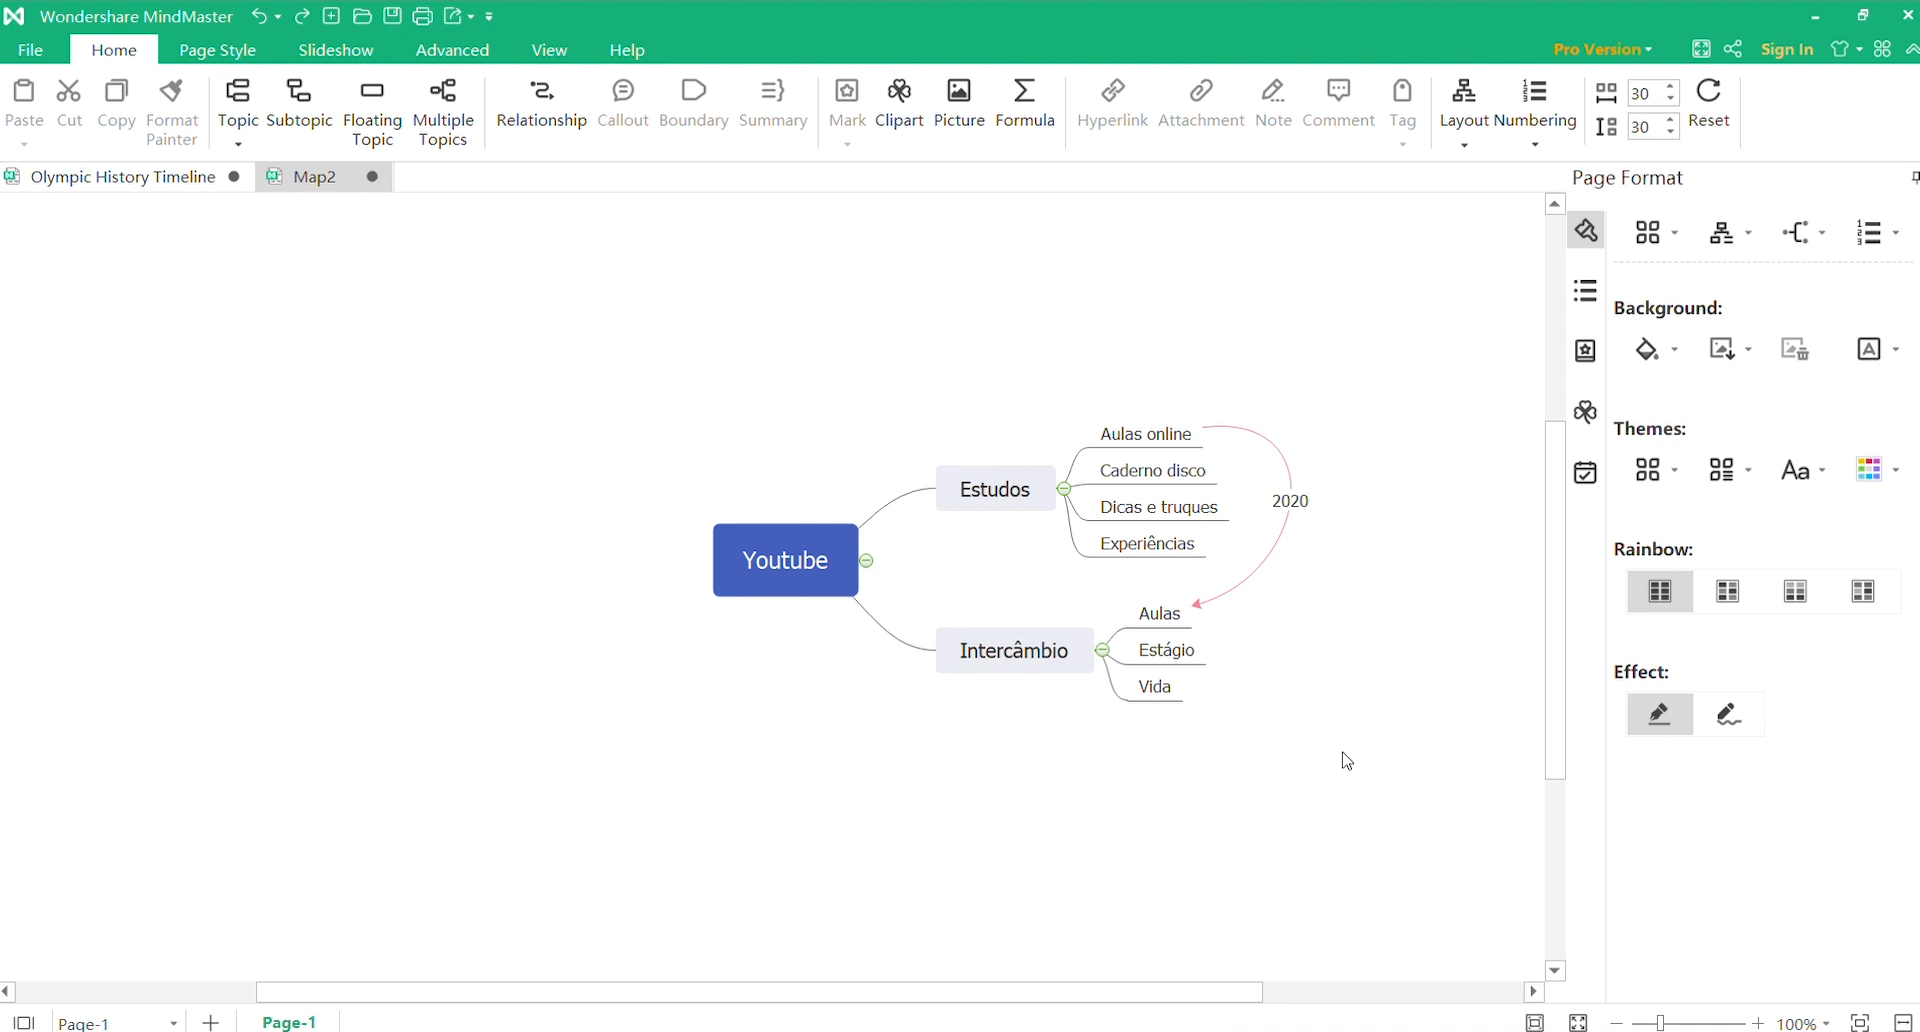 Wondershare MindMaster
File Home Page Style Slideshow Advanced View Help Pro Version Sign In
Paste Cut Copy Format Painter Topic Subtopic Floating Topic Multiple Topics Relationship Callout Boundary Summary Mark Clipart Picture Formula Hyperlink Attachment Note Comment Tag Layout Numbering 30 30 Reset
Olympic History Timeline Map2
Page Format
Background:
Themes:
Aa
Rainbow:
Effect:
Youtube
Estudos
Aulas online
Caderno disco
Dicas e truques
Experiências
2020
Intercâmbio
Aulas
Estágio
Vida
Page-1 Page-1 100%